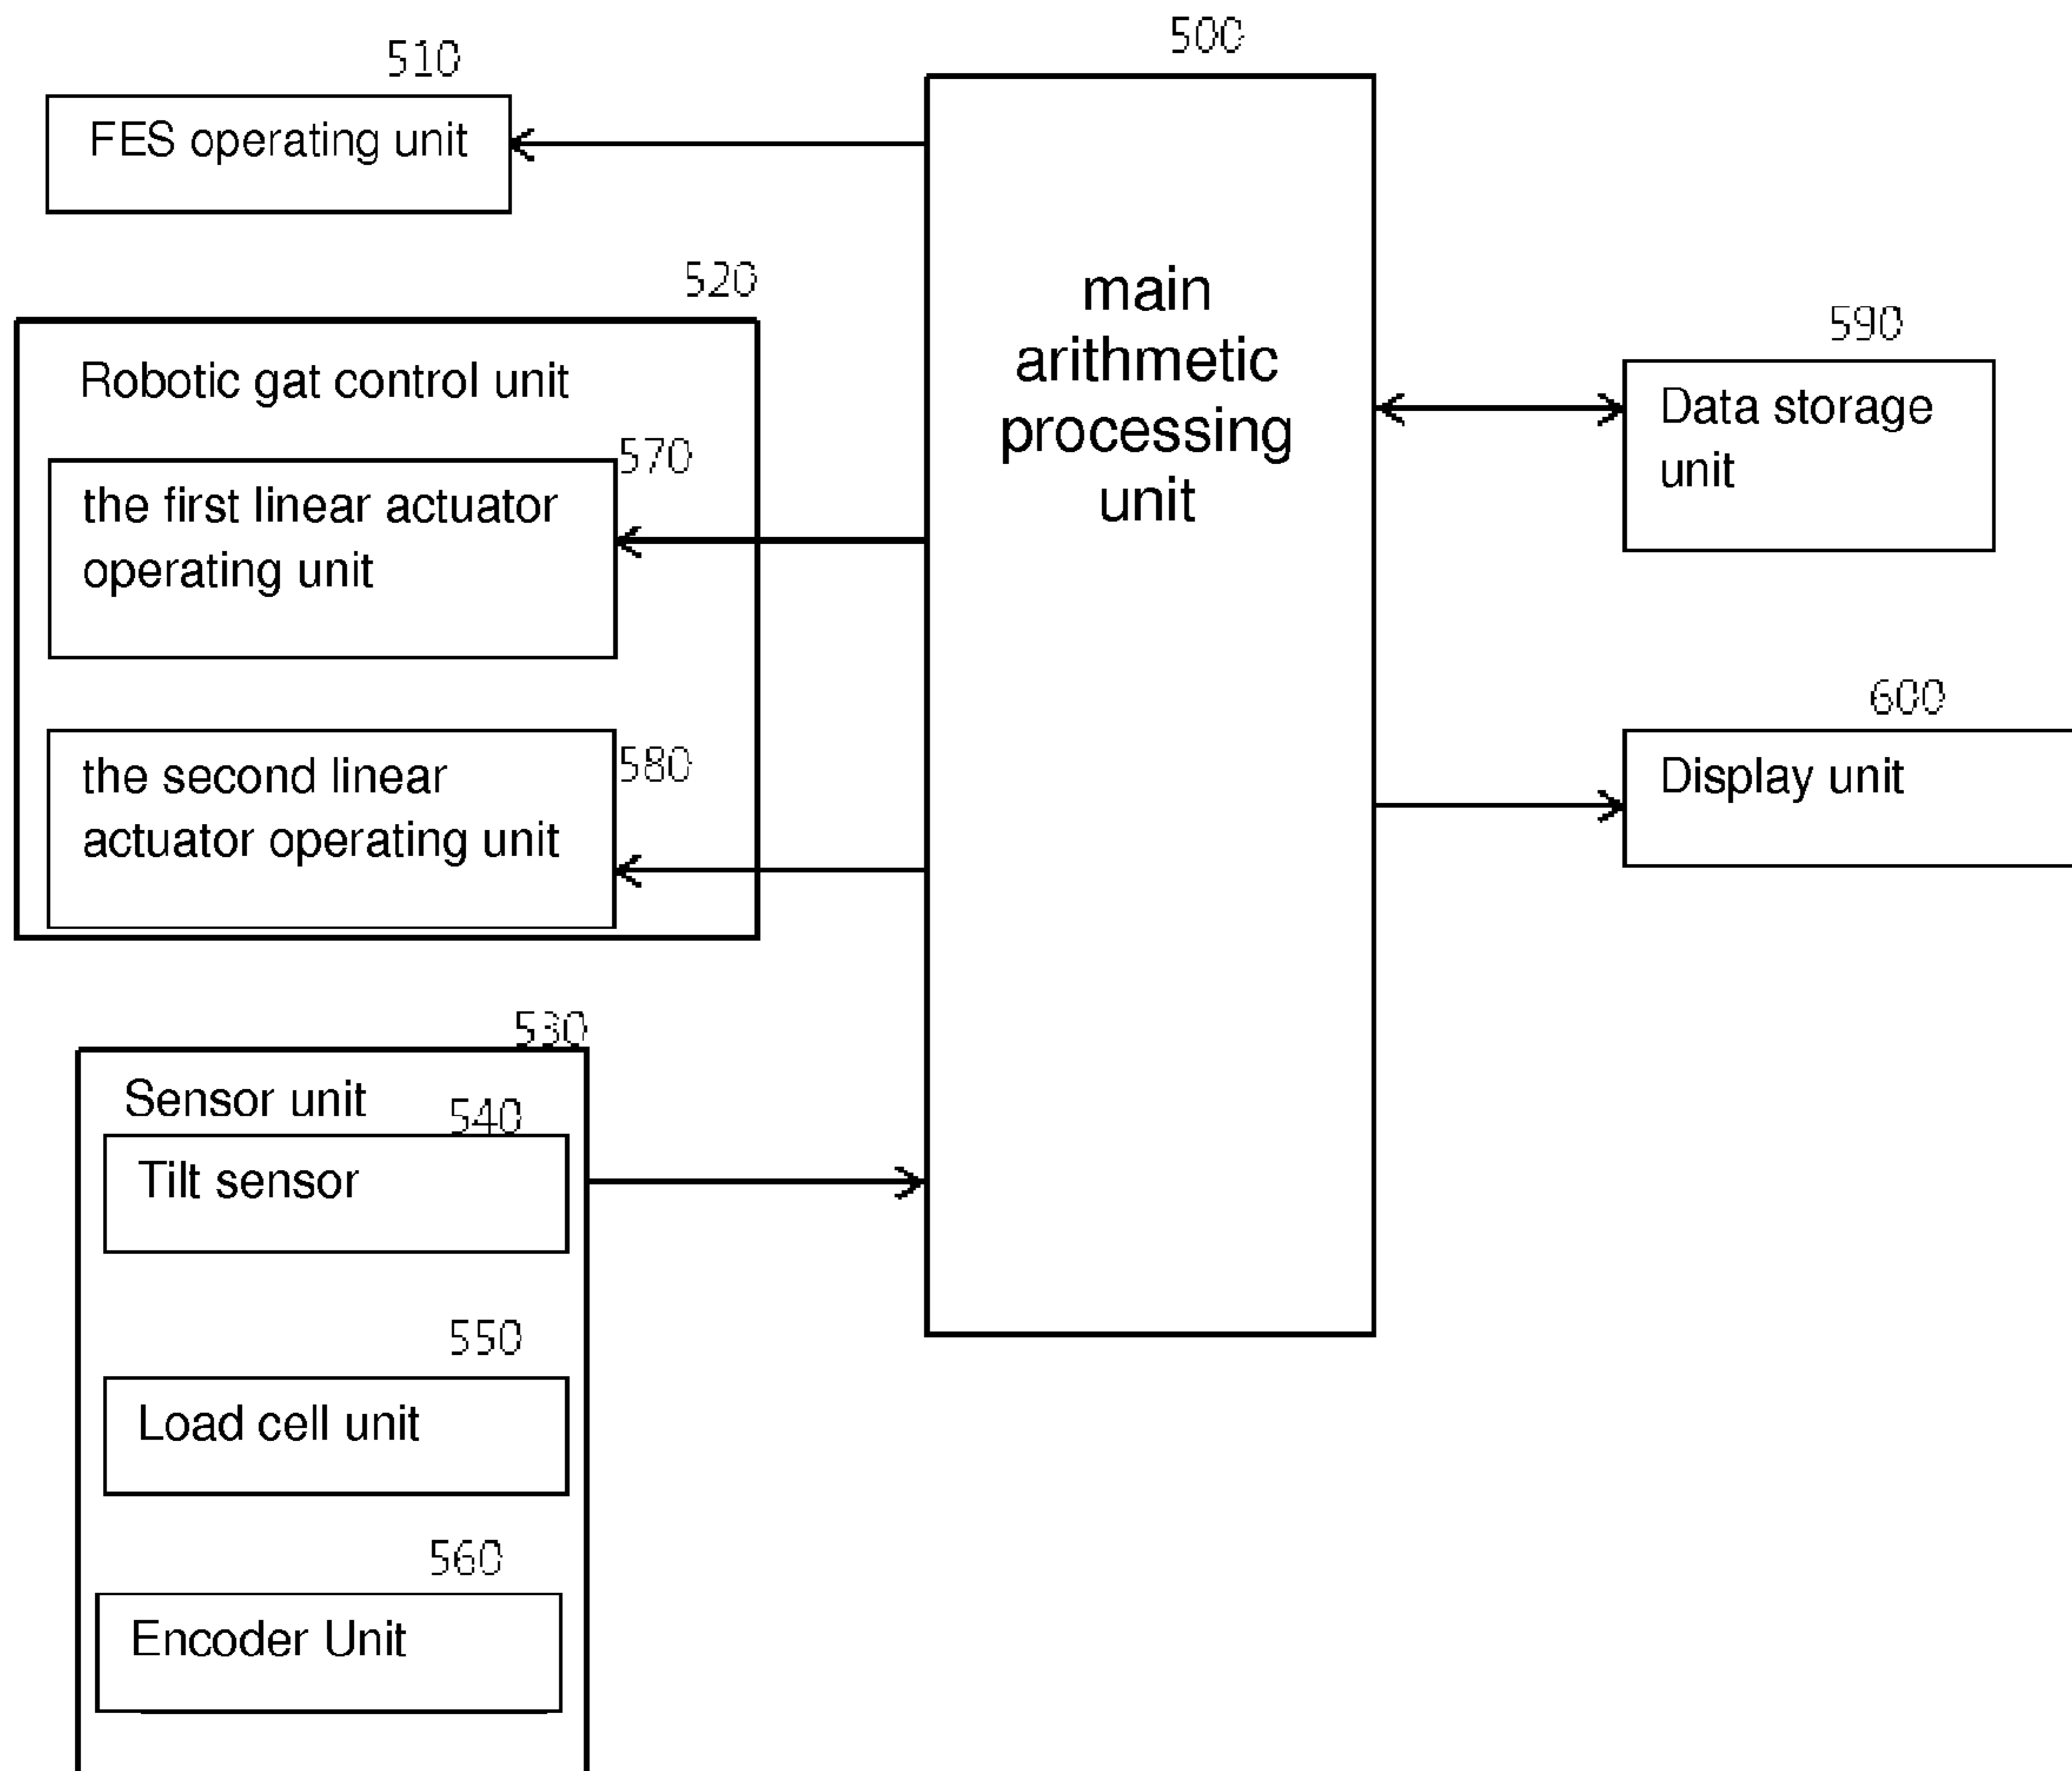 500
510
FES operating unit
520
Robotic gat control unit
570
the first linear actuator
operating unit
580
the second linear
actuator operating unit
main
arithmetic
processing
unit
590
Data storage
unit
600
Display unit
530
Sensor unit
540
Tilt sensor
550
Load cell unit
560
Encoder Unit